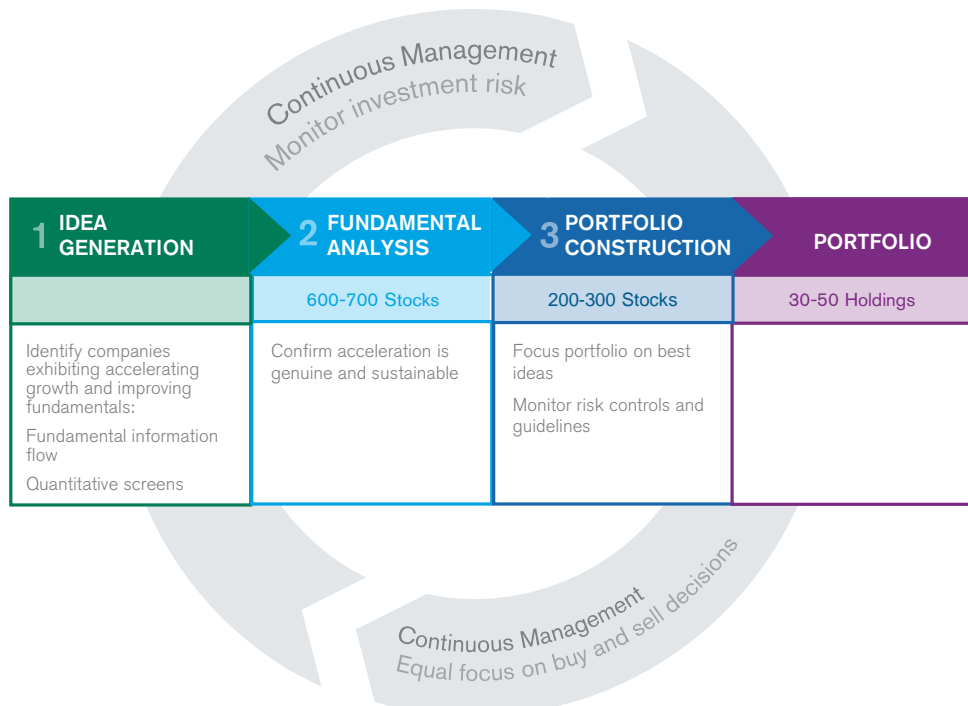 Continuous Management
Monitor investment risk
1 IDEA
GENERATION
2 FUNDAMENTAL
ANALYSIS
3 PORTFOLIO
CONSTRUCTION
PORTFOLIO
600-700 Stocks
200-300 Stocks
30-50 Holdings
Identify companies
exhibiting accelerating
growth and improving
fundamentals:
Fundamental information
flow
Quantitative screens
Confirm acceleration is
genuine and sustainable
Focus portfolio on best
ideas
Monitor risk controls and
guidelines
Continuous Management
Equal focus on buy and sell decisions